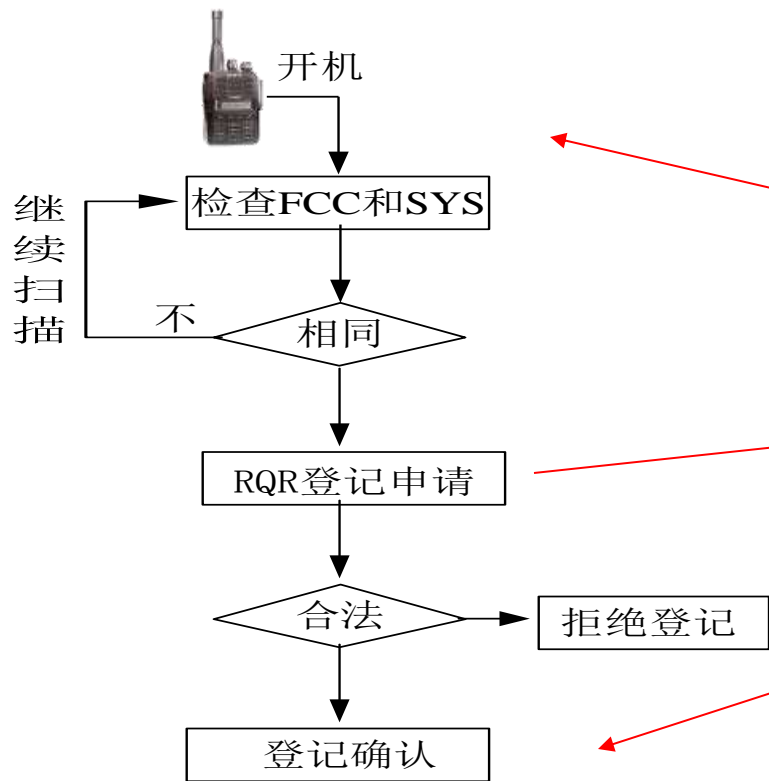 开机
检查FCC和SYS
继续扫描
不
相同
RQR登记申请
合法
拒绝登记
登记确认